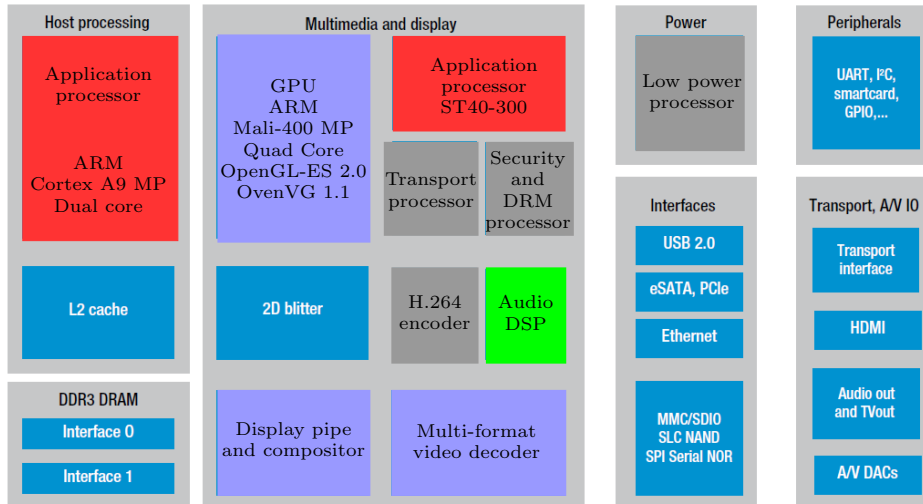 Host processing
Application
processor
ARM
Cortex A9 MP
Dual core
L2 cache
DDR3 DRAM
Interface 0
Interface 1
Multimedia and display
GPU
ARM
Mali-400 MP
Quad Core
OpenGL-ES 2.0
OvenVG 1.1
Application
processor
ST40-300
Transport
processor
Security
and
DRM
processor
2D blitter
H.264
encoder
Audio
DSP
Display pipe
and compositor
Multi-format
video decoder
Power
Low power
processor
Interfaces
USB 2.0
eSATA, PCIe
Ethernet
MMC/SDIO
SLC NAND
SPI Serial NOR
Peripherals
UART, I²C,
smartcard,
GPIO,...
Transport, A/V IO
Transport
interface
HDMI
Audio out
and TVout
A/V DACs